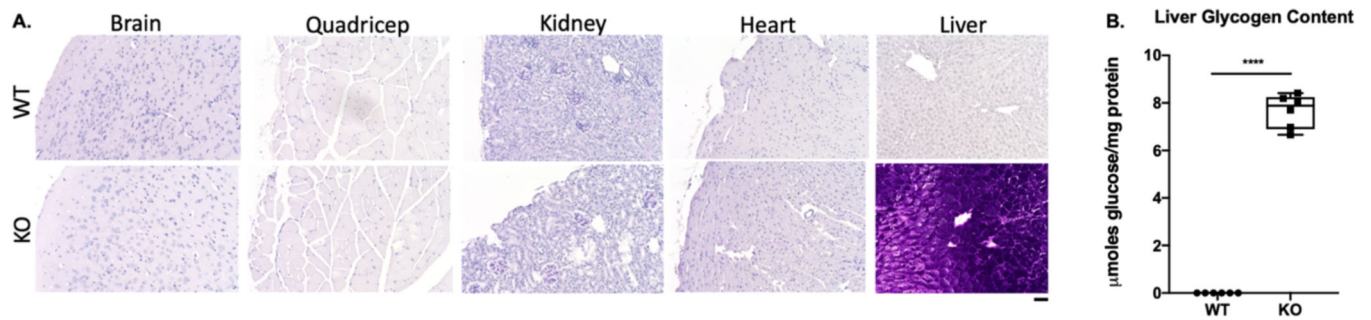 A.
Brain
Quadricep
Kidney
Heart
Liver
WT
KO
B.
Liver Glycogen Content
μmoles glucose/mg protein
10
8
6
4
2
0
****
WT
KO